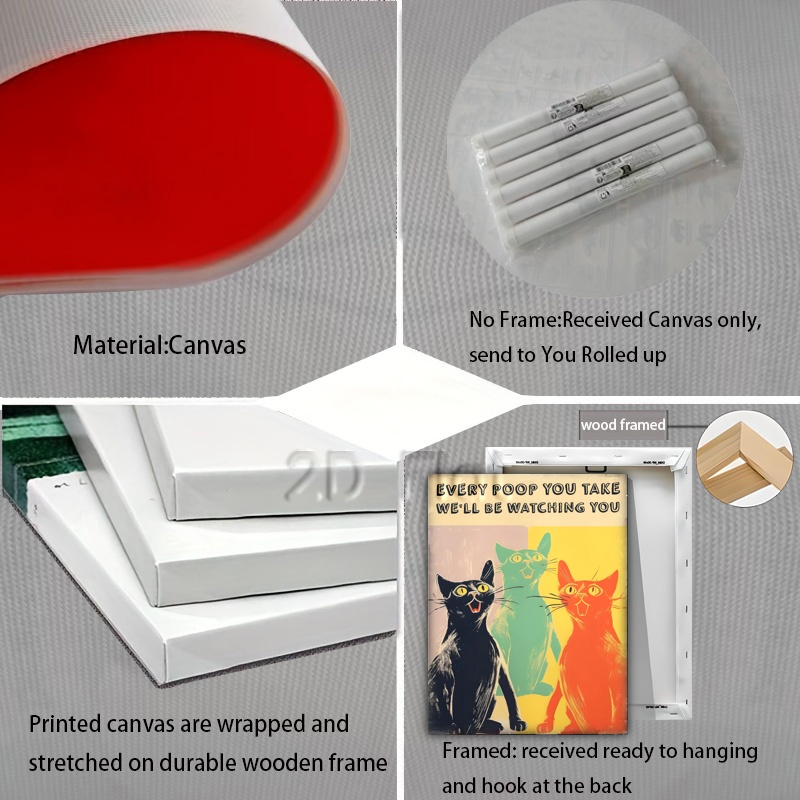 Material:Canvas
No Frame:Received Canvas only,
send to You Rolled up
wood framed
2D
EVERY POOP YOU TAKE
WE'LL BE WATCHING YOU
Printed canvas are wrapped and
stretched on durable wooden frame
Framed: received ready to hanging
and hook at the back